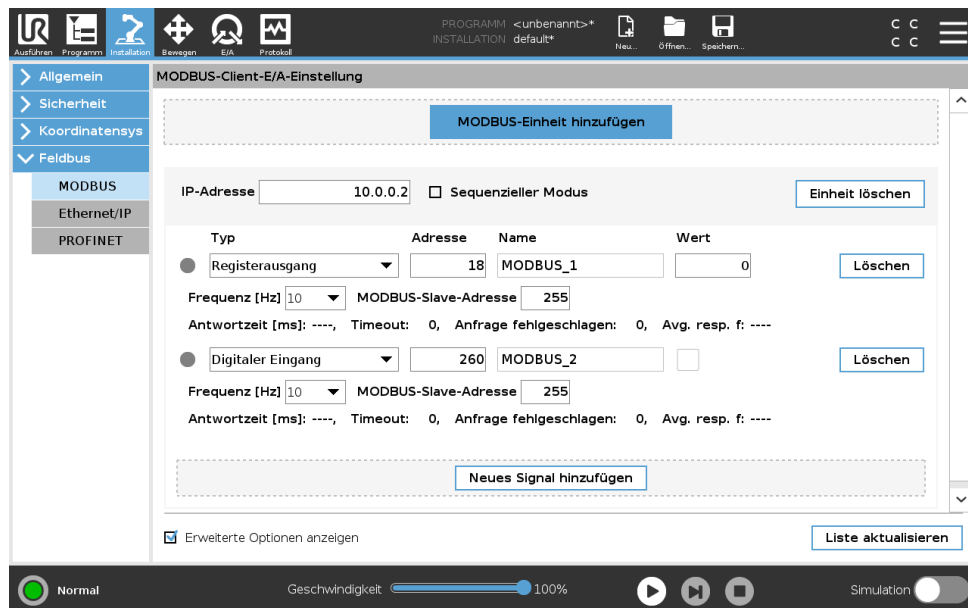 PROGRAMM <unbenannt>*
INSTALLATION default*
Ausführen Programm Installation Bewegen E/A Protokoll Neu... Öffnen... Speichern...
C C
C C
Allgemein
Sicherheit
Koordinatensys
Feldbus
MODBUS
Ethernet/IP
PROFINET
MODBUS-Client-E/A-Einstellung
MODBUS-Einheit hinzufügen
IP-Adresse 10.0.0.2 Sequenzieller Modus Einheit löschen
Typ Adresse Name Wert
Registerausgang 18 MODBUS_1 0 Löschen
Frequenz [Hz] 10 MODBUS-Slave-Adresse 255
Antwortzeit [ms]: ----, Timeout: 0, Anfrage fehlgeschlagen: 0, Avg. resp. f: ----
Digitaler Eingang 260 MODBUS_2 Löschen
Frequenz [Hz] 10 MODBUS-Slave-Adresse 255
Antwortzeit [ms]: ----, Timeout: 0, Anfrage fehlgeschlagen: 0, Avg. resp. f: ----
Neues Signal hinzufügen
Erweiterte Optionen anzeigen Liste aktualisieren
Normal Geschwindigkeit 100% Simulation